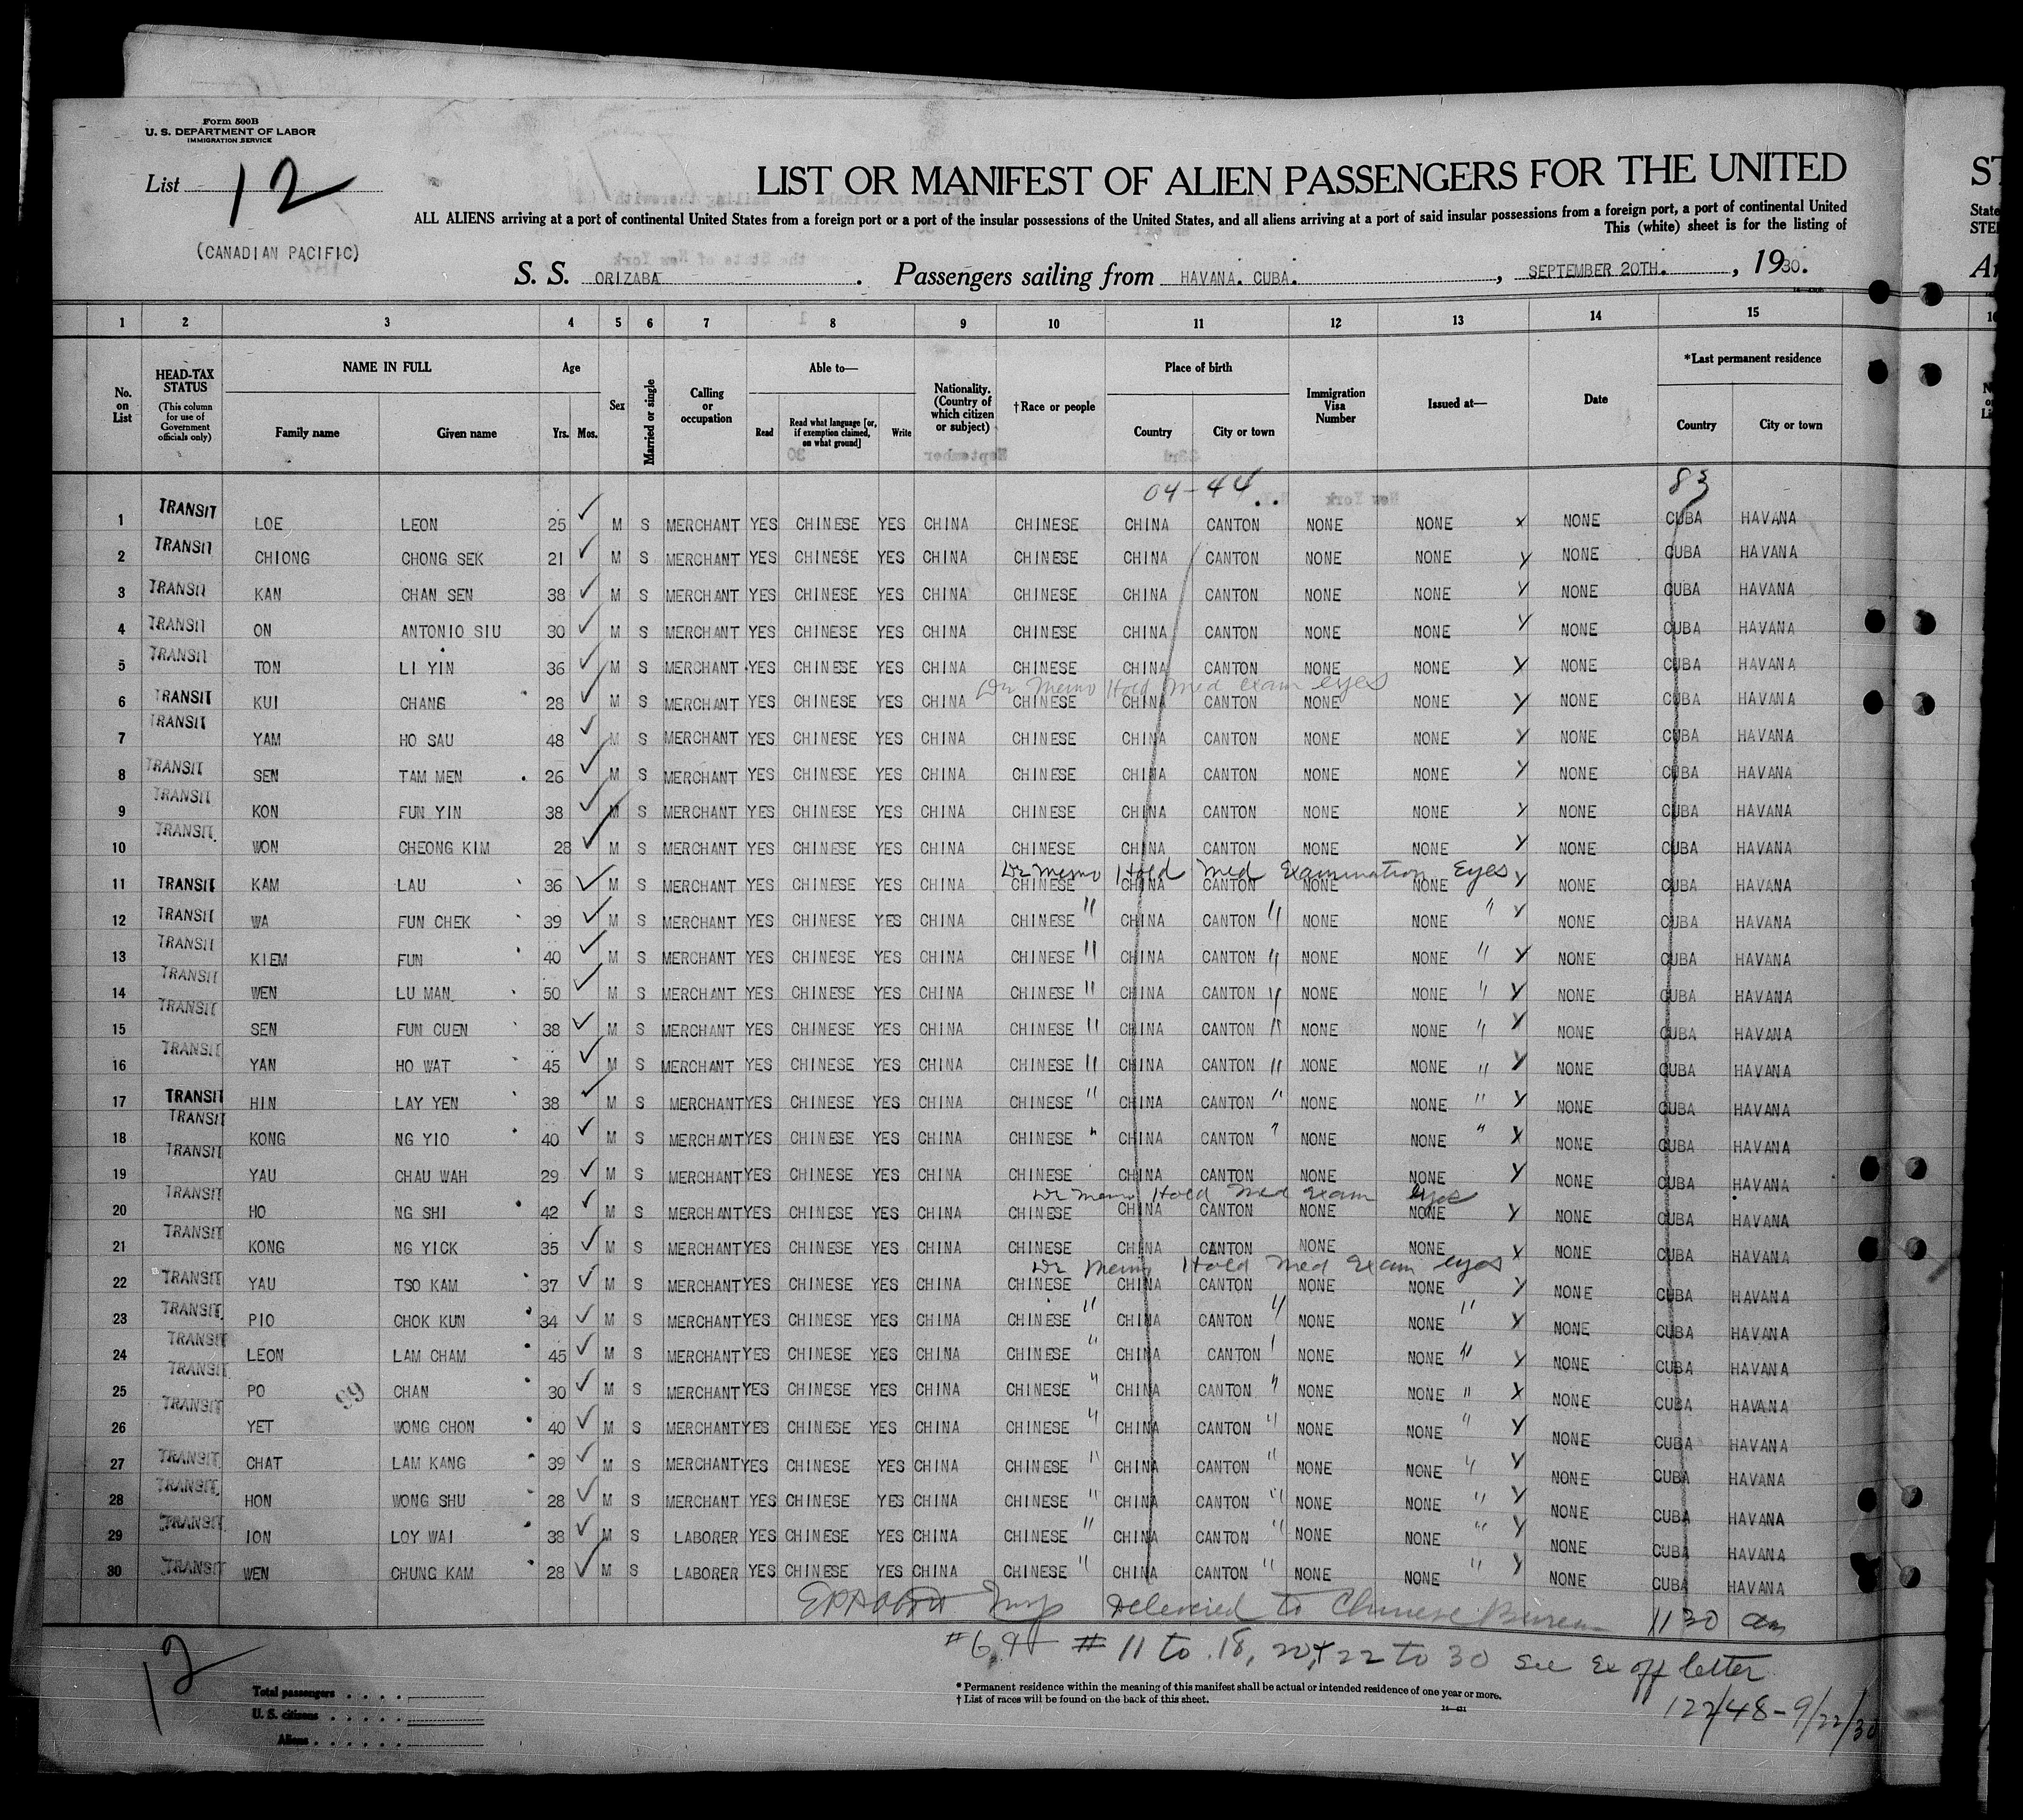 Form 500B
U. S. DEPARTMENT OF LABOR
IMMIGRATION SERVICE
List 12
(CANADIAN PACIFIC)
LIST OR MANIFEST OF ALIEN PASSENGERS FOR THE UNITED
ALL ALIENS arriving at a port of continental United States from a foreign port or a port of the insular possessions of the United States, and all aliens arriving at a port of said insular possessions from a foreign port, a port of continental United
This (white) sheet is for the listing of
S. S. ORIZABA. Passengers sailing from HAVANA. CUBA., SEPTEMBER 20TH., 1930.
1 2 3 4 5 6 7 8 9 10 11 12 13 14 15
No. on List
HEAD-TAX STATUS (This column for use of Government officials only)
NAME IN FULL Family name Given name
Age Yrs. Mos.
Sex
Married or single
Calling or occupation
Able to— Read Read what language [or, if exemption claimed, on what ground] Write
Nationality. (Country of which citizen or subject)
†Race or people
Place of birth Country City or town
Immigration Visa Number
Issued at—
Date
*Last permanent residence Country City or town
04-44 83
1 TRANSIT LOE LEON 25 ✓ M S MERCHANT YES CHINESE YES CHINA CHINESE CHINA CANTON NONE NONE x NONE CUBA HAVANA
2 TRANSIT CHIONG CHONG SEK 21 ✓ M S MERCHANT YES CHINESE YES CHINA CHINESE CHINA CANTON NONE NONE y NONE CUBA HAVANA
3 TRANSIT KAN CHAN SEN 38 ✓ M S MERCHANT YES CHINESE YES CHINA CHINESE CHINA CANTON NONE NONE y NONE CUBA HAVANA
4 TRANSIT ON ANTONIO SIU 30 ✓ M S MERCHANT YES CHINESE YES CHINA CHINESE CHINA CANTON NONE NONE y NONE CUBA HAVANA
5 TRANSIT TON LI YIN 36 ✓ M S MERCHANT YES CHINESE YES CHINA CHINESE CHINA CANTON NONE NONE y NONE CUBA HAVANA
Dr Memo Hold med exam eyes
6 TRANSIT KUI CHANG 28 ✓ M S MERCHANT YES CHINESE YES CHINA CHINESE CHINA CANTON NONE NONE y NONE CUBA HAVANA
7 TRANSIT YAM HO SAU 48 ✓ M S MERCHANT YES CHINESE YES CHINA CHINESE CHINA CANTON NONE NONE y NONE CUBA HAVANA
8 TRANSIT SEN TAM MEN 26 ✓ M S MERCHANT YES CHINESE YES CHINA CHINESE CHINA CANTON NONE NONE y NONE CUBA HAVANA
9 TRANSIT KON FUN YIN 38 ✓ M S MERCHANT YES CHINESE YES CHINA CHINESE CHINA CANTON NONE NONE y NONE CUBA HAVANA
10 TRANSIT WON CHEONG KIM 28 ✓ M S MERCHANT YES CHINESE YES CHINA CHINESE CHINA CANTON NONE NONE y NONE CUBA HAVANA
Dr Memo Hold Med Examination Eyes
11 TRANSIT KAM LAU 36 ✓ M S MERCHANT YES CHINESE YES CHINA CHINESE CHINA CANTON NONE NONE y NONE CUBA HAVANA
12 TRANSIT WA FUN CHEK 39 ✓ M S MERCHANT YES CHINESE YES CHINA CHINESE " CHINA CANTON " NONE NONE " y NONE CUBA HAVANA
13 TRANSIT KIEM FUN 40 ✓ M S MERCHANT YES CHINESE YES CHINA CHINESE " CHINA CANTON " NONE NONE " y NONE CUBA HAVANA
14 TRANSIT WEN LU MAN 50 ✓ M S MERCHANT YES CHINESE YES CHINA CHINESE " CHINA CANTON " NONE NONE " y NONE CUBA HAVANA
15 TRANSIT SEN FUN CUEN 38 ✓ M S MERCHANT YES CHINESE YES CHINA CHINESE " CHINA CANTON " NONE NONE " y NONE CUBA HAVANA
16 TRANSIT YAN HO WAT 45 ✓ M S MERCHANT YES CHINESE YES CHINA CHINESE " CHINA CANTON " NONE NONE " y NONE CUBA HAVANA
17 TRANSIT HIN LAY YEN 38 ✓ M S MERCHANT YES CHINESE YES CHINA CHINESE " CHINA CANTON " NONE NONE " y NONE CUBA HAVANA
18 TRANSIT KONG NG YIO 40 ✓ M S MERCHANT YES CHINESE YES CHINA CHINESE " CHINA CANTON " NONE NONE " x NONE CUBA HAVANA
19 TRANSIT YAU CHAU WAH 29 ✓ M S MERCHANT YES CHINESE YES CHINA CHINESE CHINA CANTON NONE NONE y NONE CUBA HAVANA
Dr Memo Hold Med Exam eyes
20 TRANSIT HO NG SHI 42 ✓ M S MERCHANT YES CHINESE YES CHINA CHINESE CHINA CANTON NONE NONE y NONE CUBA HAVANA
21 TRANSIT KONG NG YICK 35 ✓ M S MERCHANT YES CHINESE YES CHINA CHINESE CHINA CANTON NONE NONE x NONE CUBA HAVANA
Dr Memo Hold Med Exam eyes
22 TRANSIT YAU TSO KAM 37 ✓ M S MERCHANT YES CHINESE YES CHINA CHINESE CHINA CANTON NONE NONE y NONE CUBA HAVANA
23 TRANSIT PIO CHOK KUN 34 ✓ M S MERCHANT YES CHINESE YES CHINA CHINESE " CHINA CANTON " NONE NONE " y NONE CUBA HAVANA
24 TRANSIT LEON LAM CHAM 45 ✓ M S MERCHANT YES CHINESE YES CHINA CHINESE " CHINA CANTON " NONE NONE " y NONE CUBA HAVANA
25 TRANSIT PO 99 CHAN 30 ✓ M S MERCHANT YES CHINESE YES CHINA CHINESE " CHINA CANTON " NONE NONE " x NONE CUBA HAVANA
26 TRANSIT YET WONG CHON 40 ✓ M S MERCHANT YES CHINESE YES CHINA CHINESE " CHINA CANTON " NONE NONE " y NONE CUBA HAVANA
27 TRANSIT CHAT LAM KANG 39 ✓ M S MERCHANT YES CHINESE YES CHINA CHINESE " CHINA CANTON " NONE NONE " y NONE CUBA HAVANA
28 TRANSIT HON WONG SHU 28 ✓ M S MERCHANT YES CHINESE YES CHINA CHINESE " CHINA CANTON " NONE NONE " y NONE CUBA HAVANA
29 TRANSIT ION LOY WAI 38 ✓ M S LABORER YES CHINESE YES CHINA CHINESE " CHINA CANTON " NONE NONE " y NONE CUBA HAVANA
30 TRANSIT WEN CHUNG KAM 28 ✓ M S LABORER YES CHINESE YES CHINA CHINESE " CHINA CANTON " NONE NONE " y NONE CUBA HAVANA
Insp Delivered to Chinese Bureau 11 30 am
# 11 to 18, 20 + 22 to 30 see ex off letter
122/48 - 9/22/30
12
Total passengers
U. S. citizens
Aliens
* Permanent residence within the meaning of this manifest shall be actual or intended residence of one year or more.
† List of races will be found on the back of this sheet.